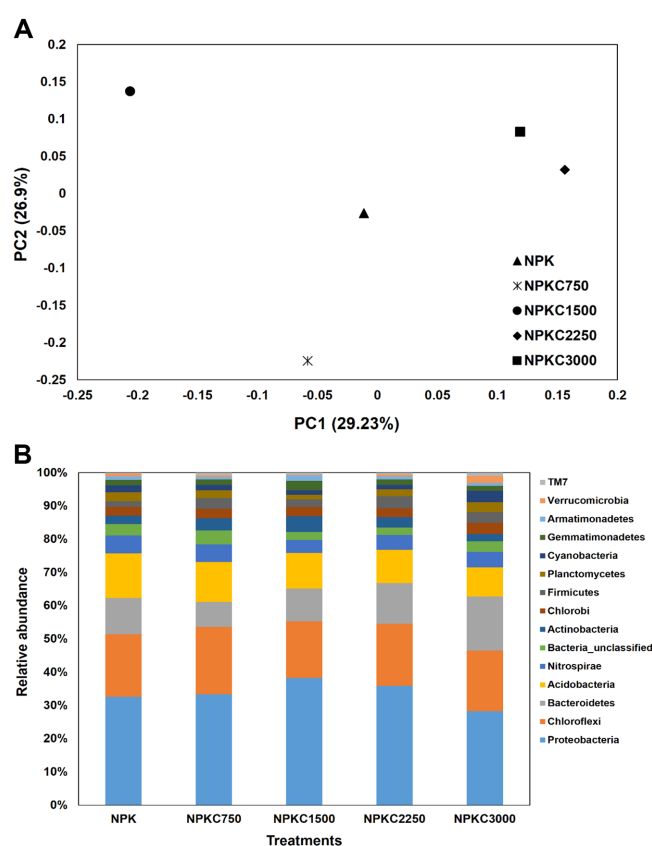 A
0.2
0.15
0.1
0.05
0
-0.05
-0.1
-0.15
-0.2
-0.25
PC2 (26.9%)
NPK
NPKC750
NPKC1500
NPKC2250
NPKC3000
-0.25 -0.2 -0.15 -0.1 -0.05 0 0.05 0.1 0.15 0.2
PC1 (29.23%)
B
100%
90%
80%
70%
60%
50%
40%
30%
20%
10%
0%
Relative abundance
TM7
Verrucomicrobia
Armatimonadetes
Gemmatimonadetes
Cyanobacteria
Planctomycetes
Firmicutes
Chlorobi
Actinobacteria
Bacteria_unclassified
Nitrospirae
Acidobacteria
Bacteroidetes
Chloroflexi
Proteobacteria
NPK NPKC750 NPKC1500 NPKC2250 NPKC3000
Treatments